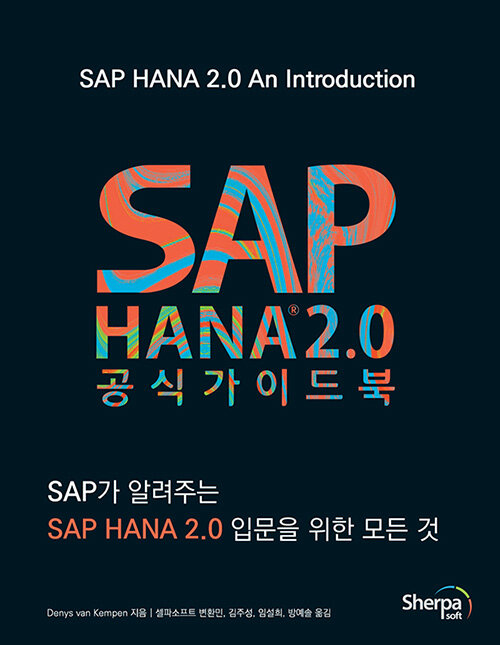 SAP HANA 2.0 An Introduction
SAP
HANA® 2.0
공식가이드북
SAP가 알려주는
SAP HANA 2.0 입문을 위한 모든 것
Denys van Kempen 지음 | 셀파소프트 변환민, 김주성, 임설희, 방예슬 옮김
Sherpa
soft